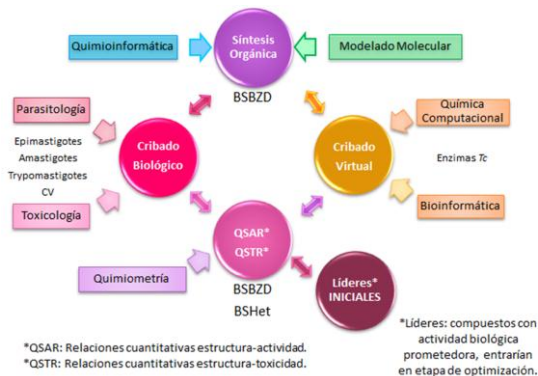 Quimioinformática
Síntesis
Orgánica
Modelado Molecular
BSBZD
Parasitología
Epimastigotes
Amastigotes
Trypomastigotes
CV
Toxicología
Cribado
Biológico
Cribado
Virtual
Química
Computacional
Enzimas Tc
Bioinformática
Quimiometría
QSAR*
QSTR*
BSBZD
BSHet
Líderes*
INICIALES
*QSAR: Relaciones cuantitativas estructura-actividad.
*QSTR: Relaciones cuantitativas estructura-toxicidad.
*Líderes: compuestos con
actividad biológica
prometedora, entrarían
en etapa de optimización.